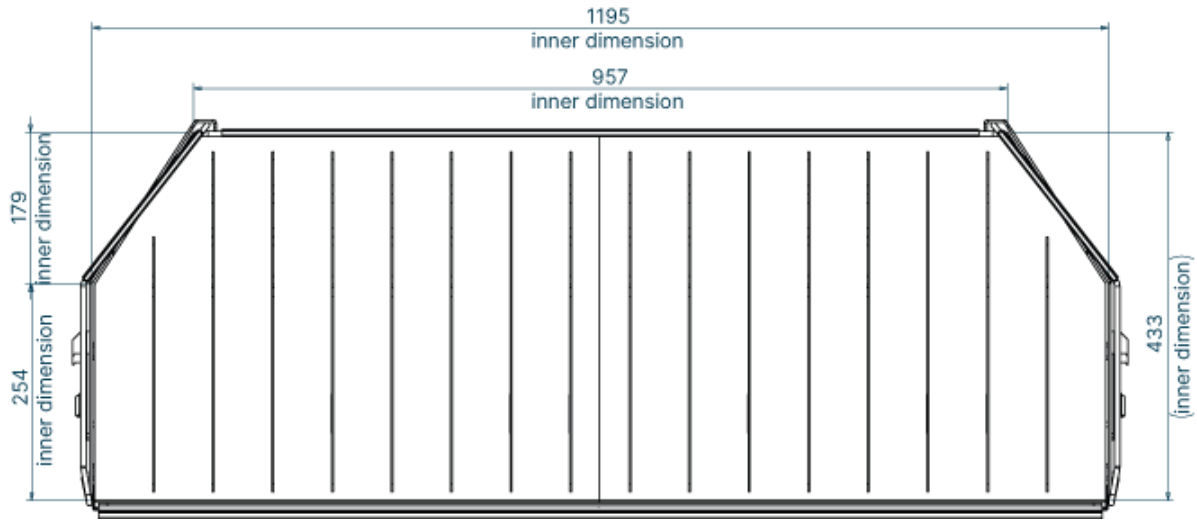 1195
inner dimension
957
inner dimension
179
inner dimension
254
inner dimension
433
(inner dimension)